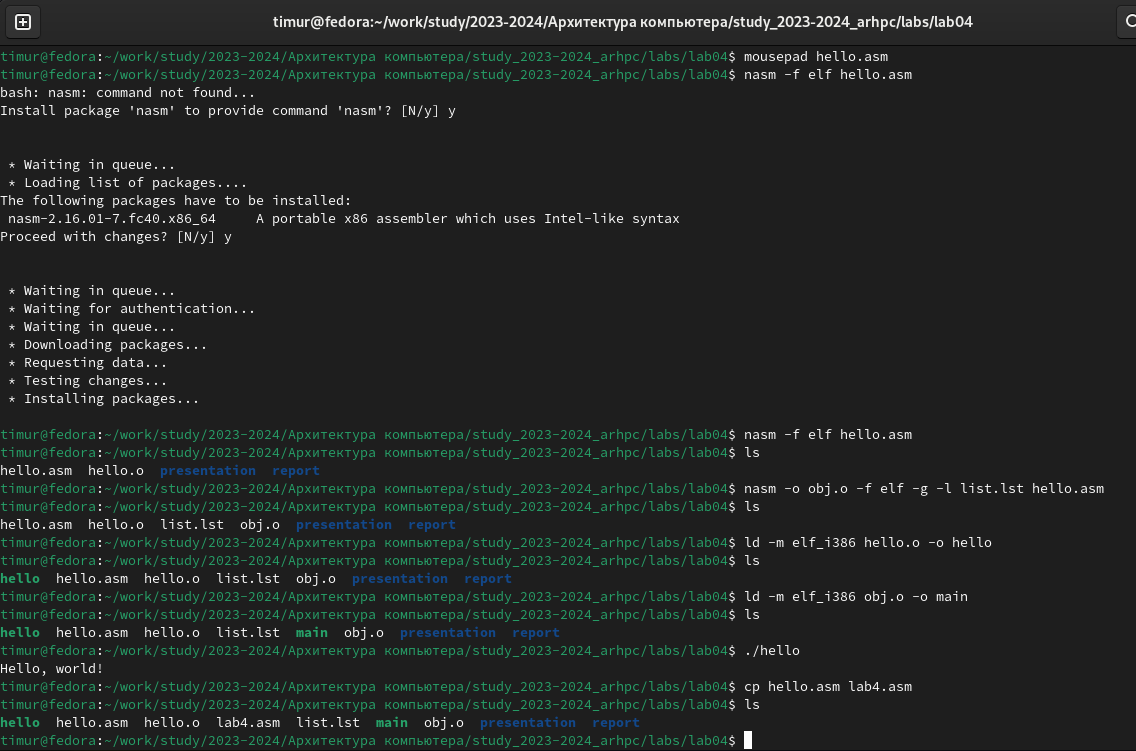 timur@fedora:~/work/study/2023-2024/Архитектура компьютера/study_2023-2024_arhpc/labs/lab04
timur@fedora:~/work/study/2023-2024/Архитектура компьютера/study_2023-2024_arhpc/labs/lab04$ mousepad hello.asm
timur@fedora:~/work/study/2023-2024/Архитектура компьютера/study_2023-2024_arhpc/labs/lab04$ nasm -f elf hello.asm
bash: nasm: command not found...
Install package 'nasm' to provide command 'nasm'? [N/y] y
* Waiting in queue...
* Loading list of packages....
The following packages have to be installed:
nasm-2.16.01-7.fc40.x86_64     A portable x86 assembler which uses Intel-like syntax
Proceed with changes? [N/y] y
* Waiting in queue...
* Waiting for authentication...
* Waiting in queue...
* Downloading packages...
* Requesting data...
* Testing changes...
* Installing packages...
timur@fedora:~/work/study/2023-2024/Архитектура компьютера/study_2023-2024_arhpc/labs/lab04$ nasm -f elf hello.asm
timur@fedora:~/work/study/2023-2024/Архитектура компьютера/study_2023-2024_arhpc/labs/lab04$ ls
hello.asm  hello.o  presentation  report
timur@fedora:~/work/study/2023-2024/Архитектура компьютера/study_2023-2024_arhpc/labs/lab04$ nasm -o obj.o -f elf -g -l list.lst hello.asm
timur@fedora:~/work/study/2023-2024/Архитектура компьютера/study_2023-2024_arhpc/labs/lab04$ ls
hello.asm  hello.o  list.lst  obj.o  presentation  report
timur@fedora:~/work/study/2023-2024/Архитектура компьютера/study_2023-2024_arhpc/labs/lab04$ ld -m elf_i386 hello.o -o hello
timur@fedora:~/work/study/2023-2024/Архитектура компьютера/study_2023-2024_arhpc/labs/lab04$ ls
hello  hello.asm  hello.o  list.lst  obj.o  presentation  report
timur@fedora:~/work/study/2023-2024/Архитектура компьютера/study_2023-2024_arhpc/labs/lab04$ ld -m elf_i386 obj.o -o main
timur@fedora:~/work/study/2023-2024/Архитектура компьютера/study_2023-2024_arhpc/labs/lab04$ ls
hello  hello.asm  hello.o  list.lst  main  obj.o  presentation  report
timur@fedora:~/work/study/2023-2024/Архитектура компьютера/study_2023-2024_arhpc/labs/lab04$ ./hello
Hello, world!
timur@fedora:~/work/study/2023-2024/Архитектура компьютера/study_2023-2024_arhpc/labs/lab04$ cp hello.asm lab4.asm
timur@fedora:~/work/study/2023-2024/Архитектура компьютера/study_2023-2024_arhpc/labs/lab04$ ls
hello  hello.asm  hello.o  lab4.asm  list.lst  main  obj.o  presentation  report
timur@fedora:~/work/study/2023-2024/Архитектура компьютера/study_2023-2024_arhpc/labs/lab04$